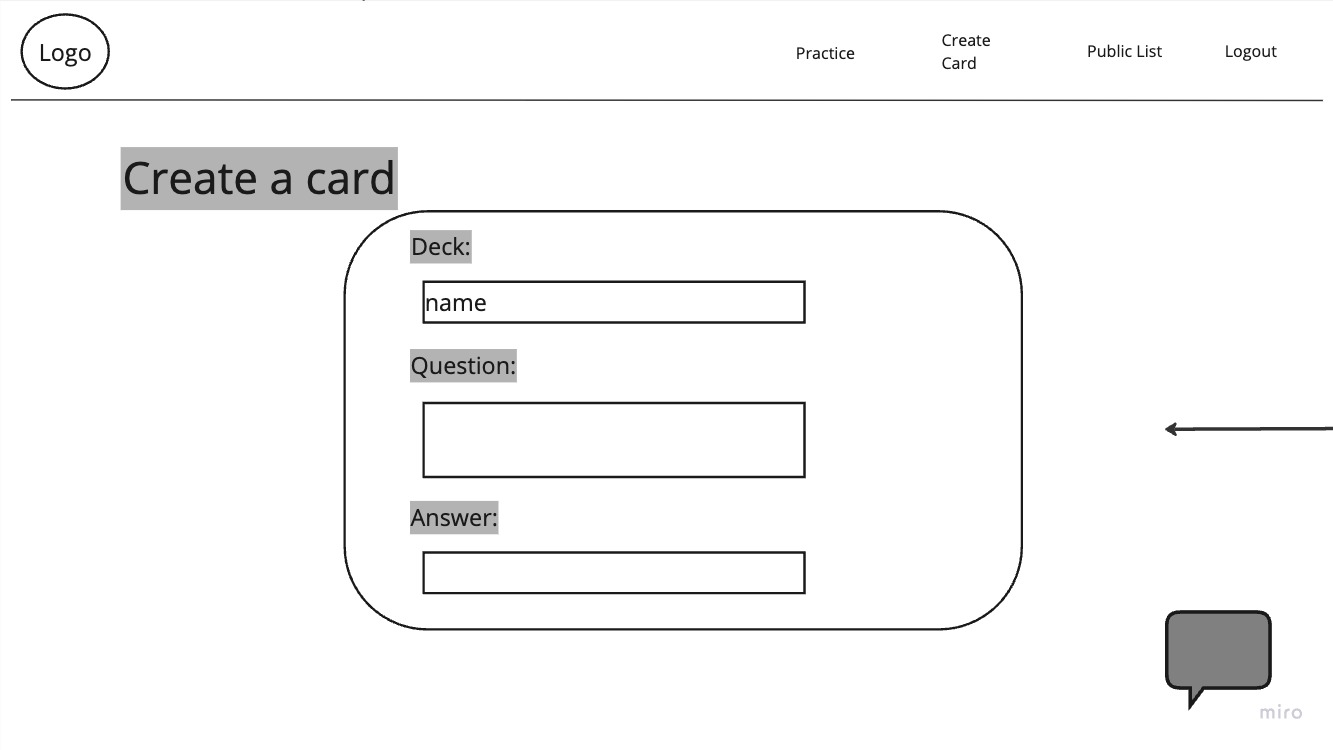 Logo
Practice
Create
Card
Public List
Logout
Create a card
Deck:
name
Question:
Answer:
miro